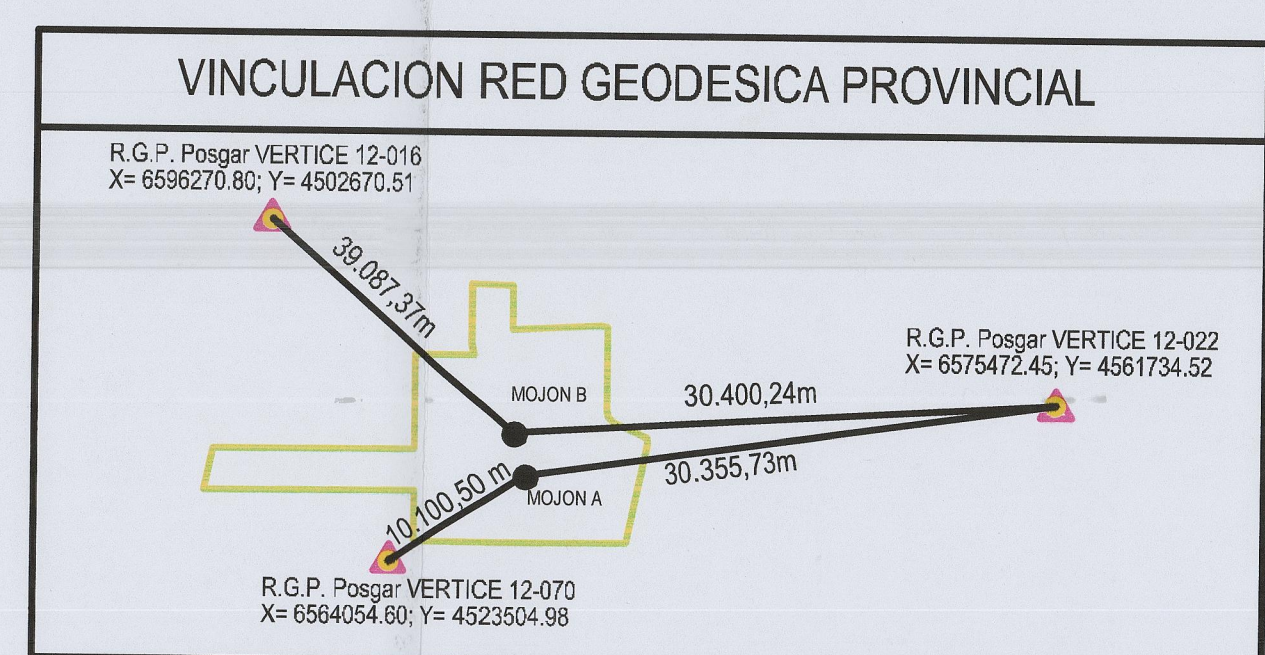 VINCULACION RED GEODESICA PROVINCIAL
R.G.P. Posgar VERTICE 12-016
X= 6596270.80; Y= 4502670.51
39.087,37m
R.G.P. Posgar VERTICE 12-022
X= 6575472.45; Y= 4561734.52
MOJON B
30.400,24m
30.355,73m
10.100,50 m
MOJON A
R.G.P. Posgar VERTICE 12-070
X= 6564054.60; Y= 4523504.98